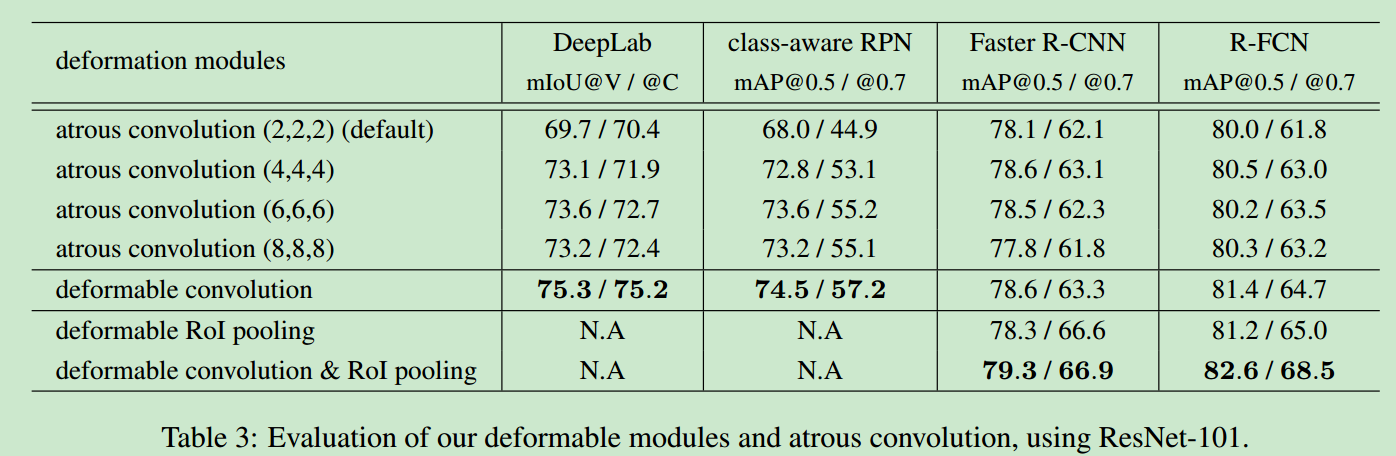 deformation modules DeepLab class-aware RPN Faster R-CNN R-FCN
mIoU@V / @C mAP@0.5 / @0.7 mAP@0.5 / @0.7 mAP@0.5 / @0.7
atrous convolution (2,2,2) (default) 69.7 / 70.4 68.0 / 44.9 78.1 / 62.1 80.0 / 61.8
atrous convolution (4,4,4) 73.1 / 71.9 72.8 / 53.1 78.6 / 63.1 80.5 / 63.0
atrous convolution (6,6,6) 73.6 / 72.7 73.6 / 55.2 78.5 / 62.3 80.2 / 63.5
atrous convolution (8,8,8) 73.2 / 72.4 73.2 / 55.1 77.8 / 61.8 80.3 / 63.2
deformable convolution 75.3 / 75.2 74.5 / 57.2 78.6 / 63.3 81.4 / 64.7
deformable RoI pooling N.A N.A 78.3 / 66.6 81.2 / 65.0
deformable convolution & RoI pooling N.A N.A 79.3 / 66.9 82.6 / 68.5
Table 3: Evaluation of our deformable modules and atrous convolution, using ResNet-101.